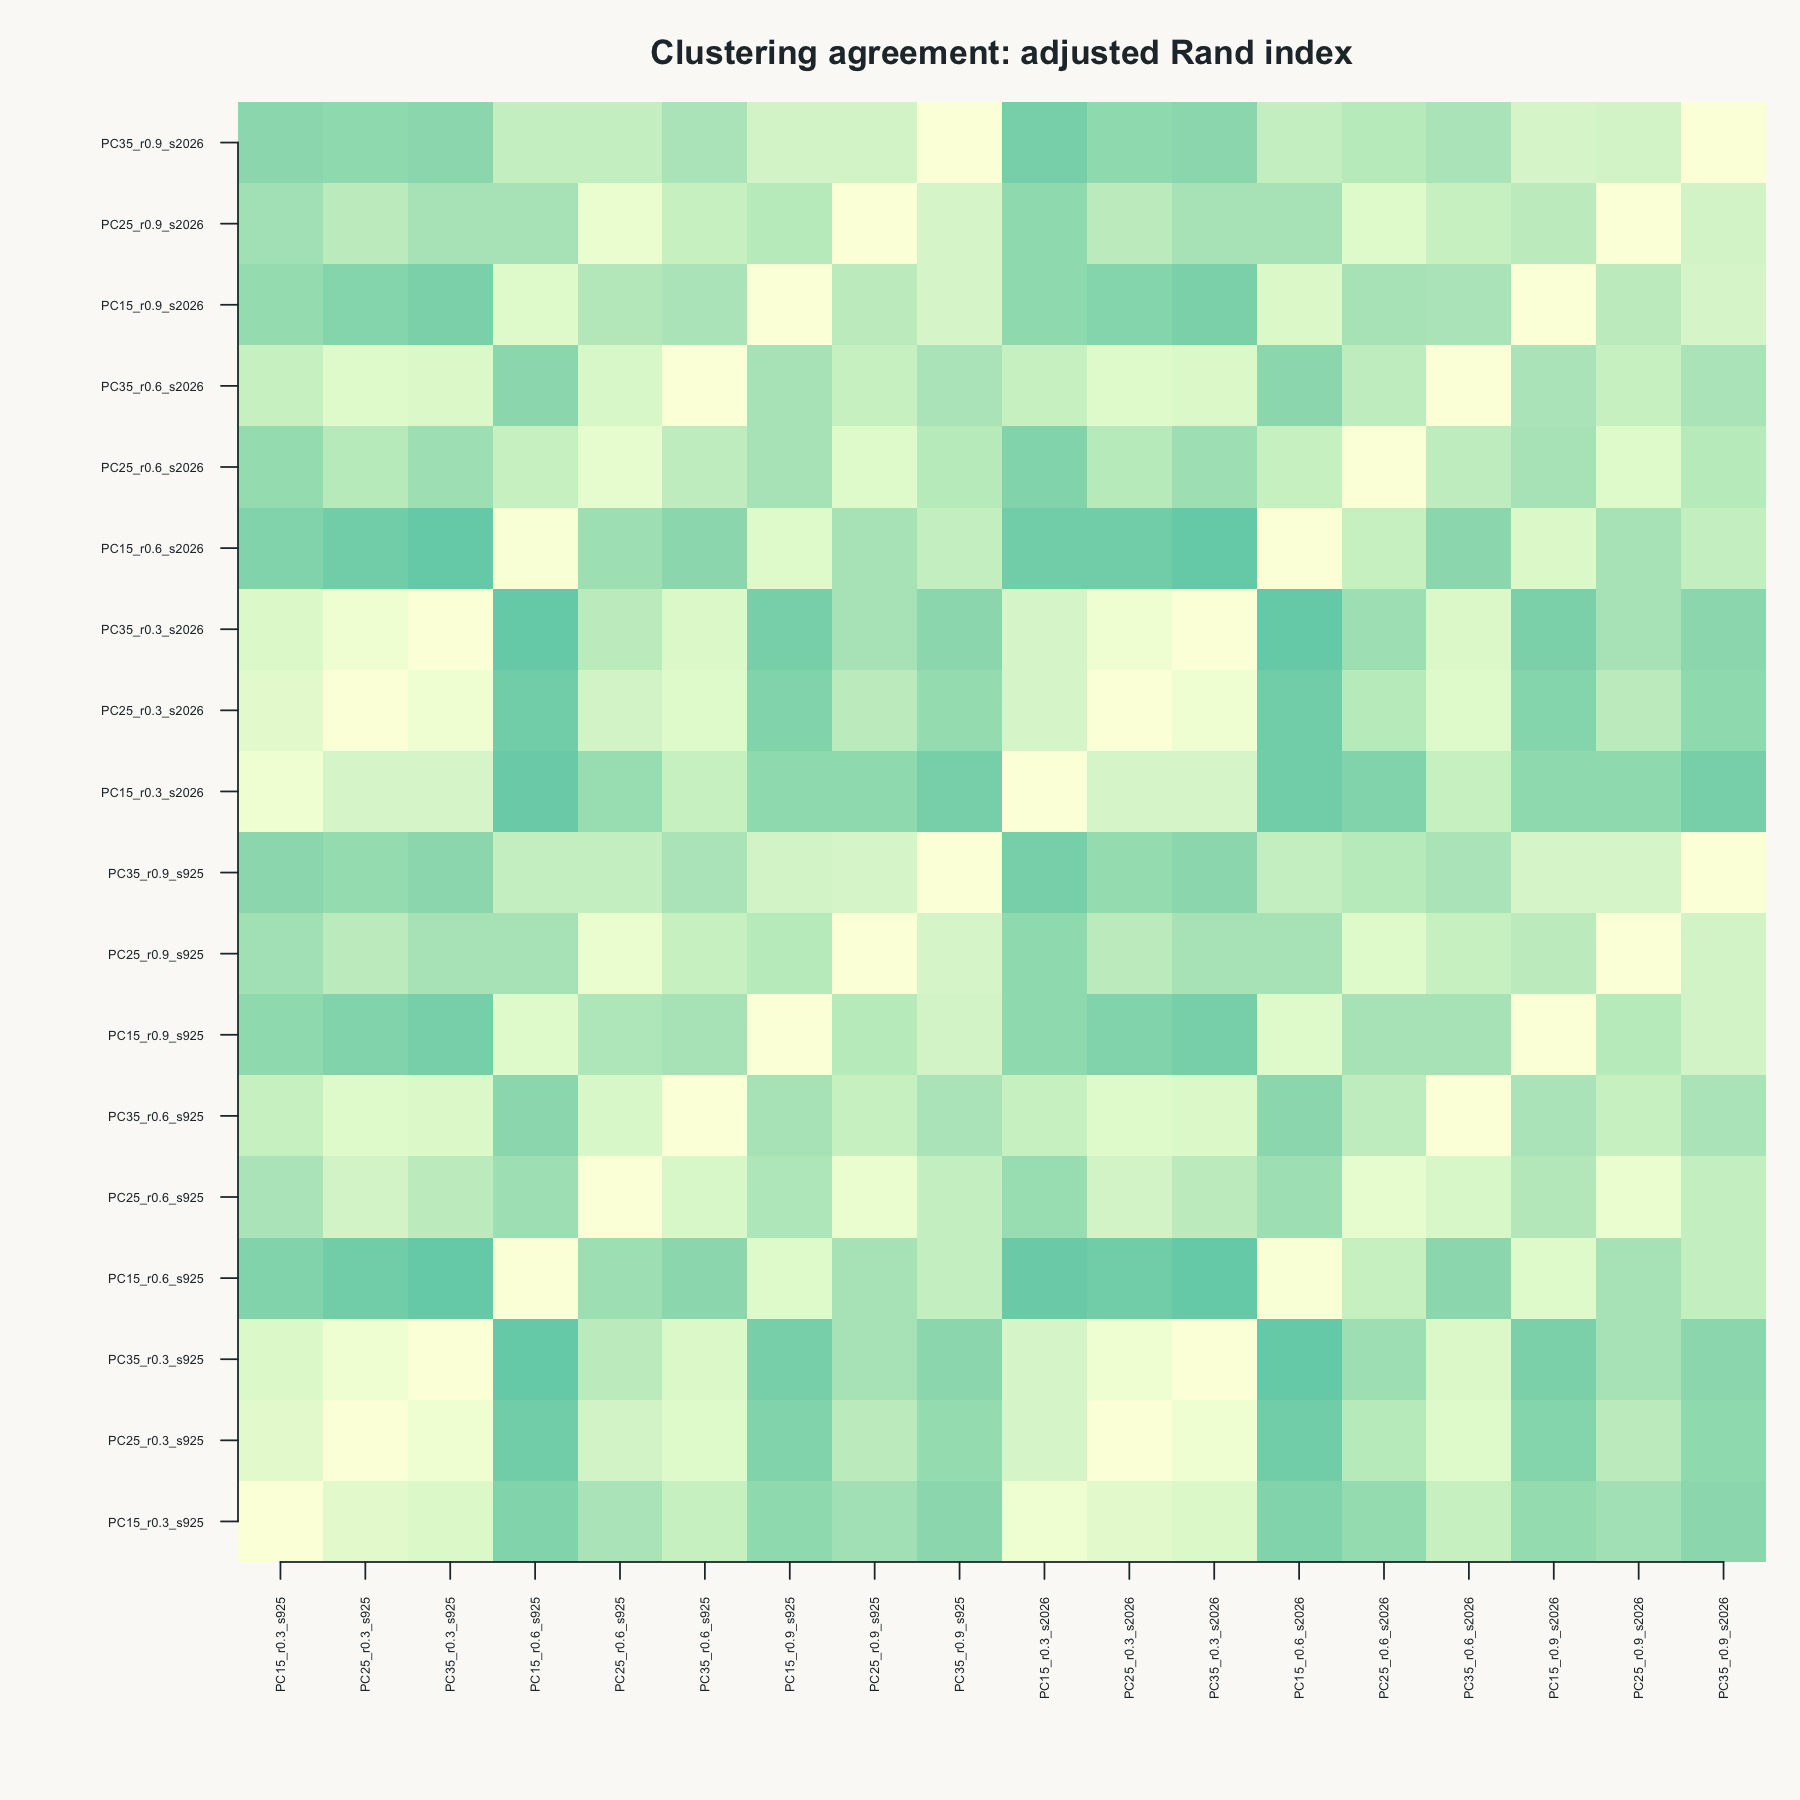 Clustering agreement: adjusted Rand index
PC35_r0.9_s2026
PC25_r0.9_s2026
PC15_r0.9_s2026
PC35_r0.6_s2026
PC25_r0.6_s2026
PC15_r0.6_s2026
PC35_r0.3_s2026
PC25_r0.3_s2026
PC15_r0.3_s2026
PC35_r0.9_s925
PC25_r0.9_s925
PC15_r0.9_s925
PC35_r0.6_s925
PC25_r0.6_s925
PC15_r0.6_s925
PC35_r0.3_s925
PC25_r0.3_s925
PC15_r0.3_s925
PC15_r0.3_s925
PC25_r0.3_s925
PC35_r0.3_s925
PC15_r0.6_s925
PC25_r0.6_s925
PC35_r0.6_s925
PC15_r0.9_s925
PC25_r0.9_s925
PC35_r0.9_s925
PC15_r0.3_s2026
PC25_r0.3_s2026
PC35_r0.3_s2026
PC15_r0.6_s2026
PC25_r0.6_s2026
PC35_r0.6_s2026
PC15_r0.9_s2026
PC25_r0.9_s2026
PC35_r0.9_s2026